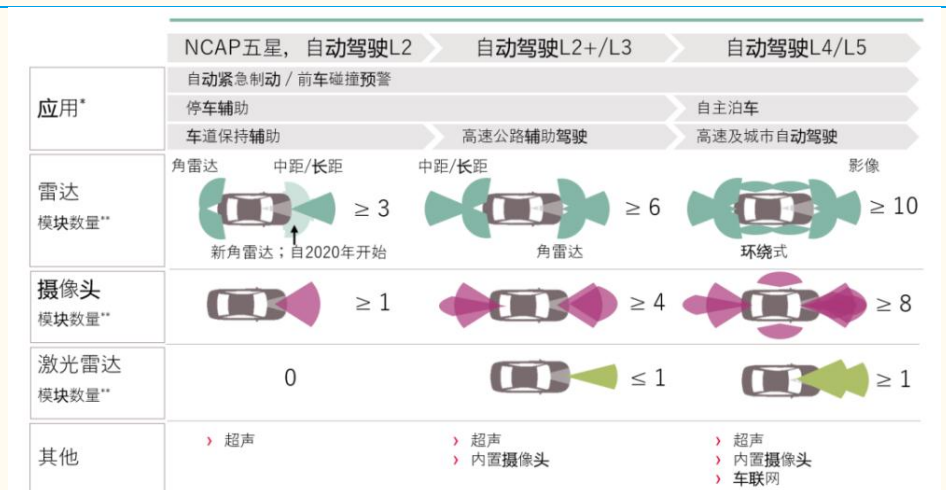 NCAP五星，自动驾驶L2
自动驾驶L2+/L3
自动驾驶L4/L5
应用*
自动紧急制动 / 前车碰撞预警
停车辅助
自主泊车
车道保持辅助
高速公路辅助驾驶
高速及城市自动驾驶
雷达
模块数量**
角雷达
中距/长距
≥ 3
新角雷达；自2020年开始
中距/长距
≥ 6
角雷达
影像
≥ 10
环绕式
摄像头
模块数量**
≥ 1
≥ 4
≥ 8
激光雷达
模块数量**
0
≤ 1
≥ 1
其他
› 超声
› 超声
› 内置摄像头
› 超声
› 内置摄像头
› 车联网